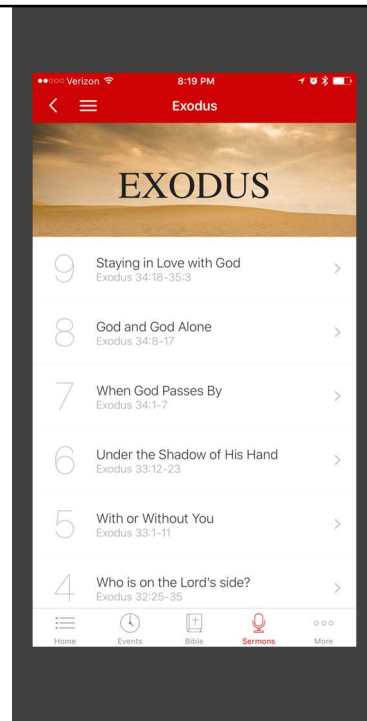 Verizon 8:19 PM
Exodus
EXODUS
9 Staying in Love with God
Exodus 34:18-35:3
8 God and God Alone
Exodus 34:8-17
7 When God Passes By
Exodus 34:1-7
6 Under the Shadow of His Hand
Exodus 33:12-23
5 With or Without You
Exodus 33:1-11
4 Who is on the Lord's side?
Exodus 32:25-35
Home Events Bible Sermons More